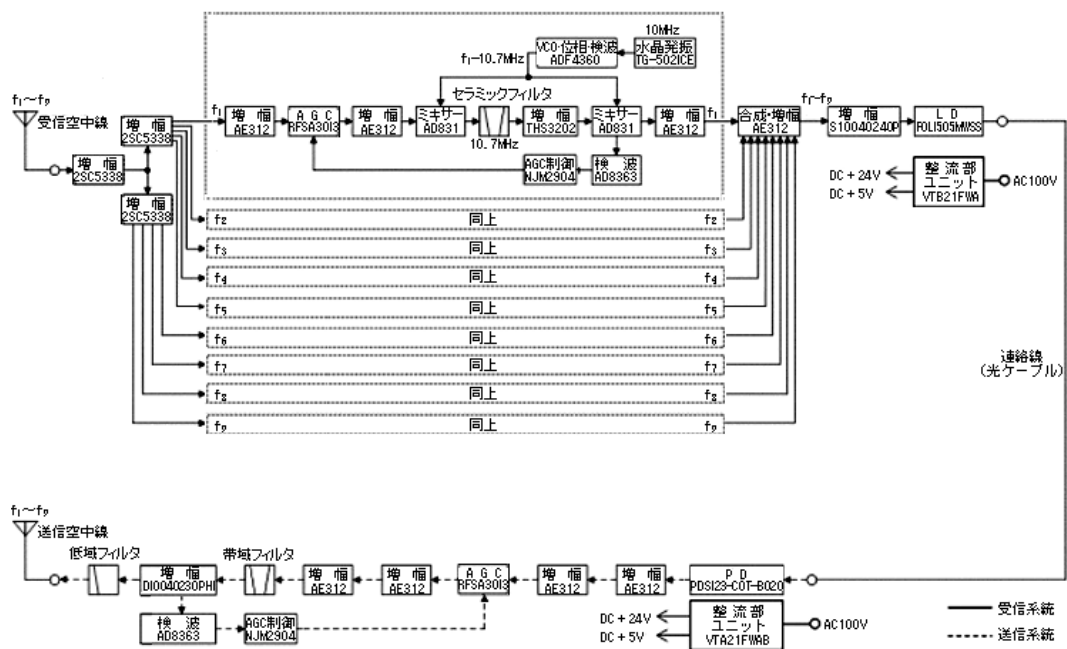 10MHz
VCO・位相・検波
ADF4360
水晶発振
TG-502ICE
f₁-10.7MHz
f₁~f₉
受信空中線
増幅
2SC5338
増幅
2SC5338
増幅
2SC5338
f₁
増幅
AE312
AGC
RFSA3013
増幅
AE312
ミキサー
AD831
セラミックフィルタ
10.7MHz
増幅
THS3202
ミキサー
AD831
増幅
AE312
f₁
AGC制御
NJM2904
検波
AD8363
合成・増幅
AE312
f₁~f₉
増幅
S10040240P
LD
整流部
ユニット
VTB21FWA
DC+24V
DC+5V
AC100V
f₂ 同上 f₂
f₃ 同上 f₃
f₄ 同上 f₄
f₅ 同上 f₅
f₆ 同上 f₆
f₇ 同上 f₇
f₈ 同上 f₈
f₉ 同上 f₉
連絡線
(光ケーブル)
f₁~f₉
送信空中線
低域フィルタ
増幅
D10040230PH1
帯域フィルタ
増幅
AE312
増幅
AE312
AGC
RFSA3013
増幅
AE312
増幅
AE312
PD
PDS123-COT-B020
検波
AD8363
AGC制御
NJM2904
整流部
ユニット
VTA21FWAB
DC+24V
DC+5V
AC100V
受信系統
送信系統